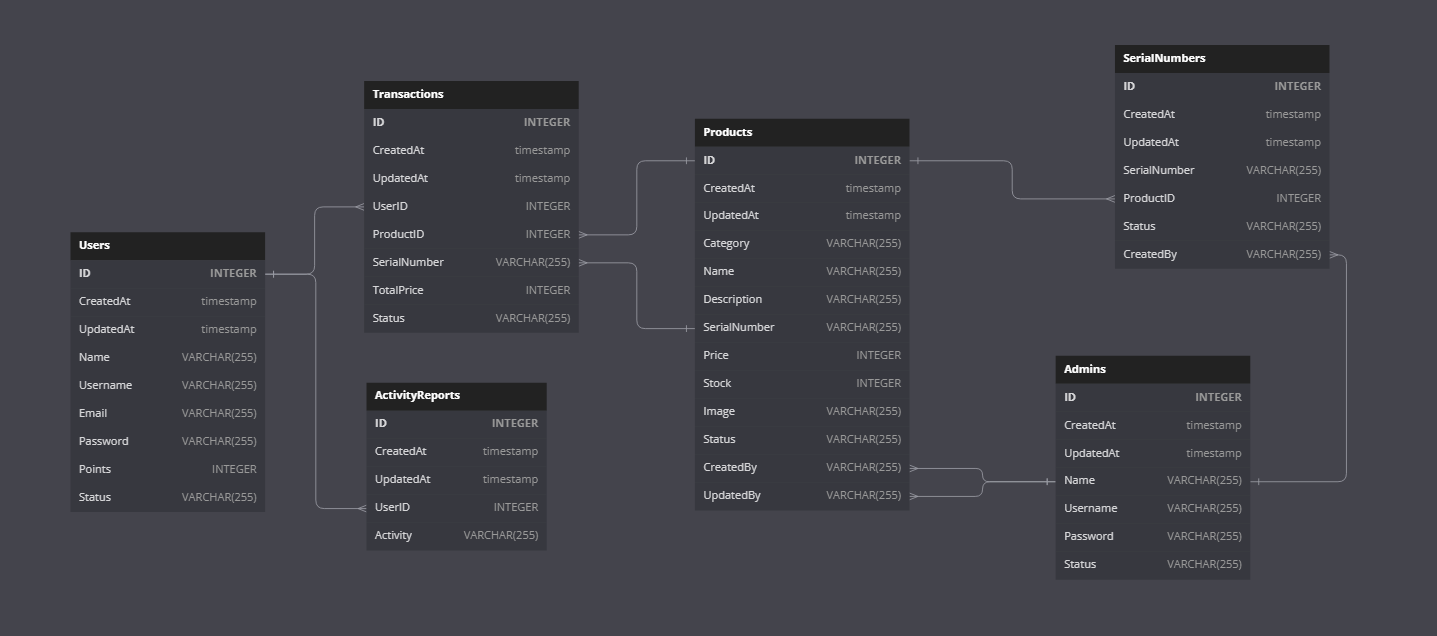 Users
ID INTEGER
CreatedAt timestamp
UpdatedAt timestamp
Name VARCHAR(255)
Username VARCHAR(255)
Email VARCHAR(255)
Password VARCHAR(255)
Points INTEGER
Status VARCHAR(255)
Transactions
ID INTEGER
CreatedAt timestamp
UpdatedAt timestamp
UserID INTEGER
ProductID INTEGER
SerialNumber VARCHAR(255)
TotalPrice INTEGER
Status VARCHAR(255)
ActivityReports
ID INTEGER
CreatedAt timestamp
UpdatedAt timestamp
UserID INTEGER
Activity VARCHAR(255)
Products
ID INTEGER
CreatedAt timestamp
UpdatedAt timestamp
Category VARCHAR(255)
Name VARCHAR(255)
Description VARCHAR(255)
SerialNumber VARCHAR(255)
Price INTEGER
Stock INTEGER
Image VARCHAR(255)
Status VARCHAR(255)
CreatedBy VARCHAR(255)
UpdatedBy VARCHAR(255)
SerialNumbers
ID INTEGER
CreatedAt timestamp
UpdatedAt timestamp
SerialNumber VARCHAR(255)
ProductID INTEGER
Status VARCHAR(255)
CreatedBy VARCHAR(255)
Admins
ID INTEGER
CreatedAt timestamp
UpdatedAt timestamp
Name VARCHAR(255)
Username VARCHAR(255)
Password VARCHAR(255)
Status VARCHAR(255)